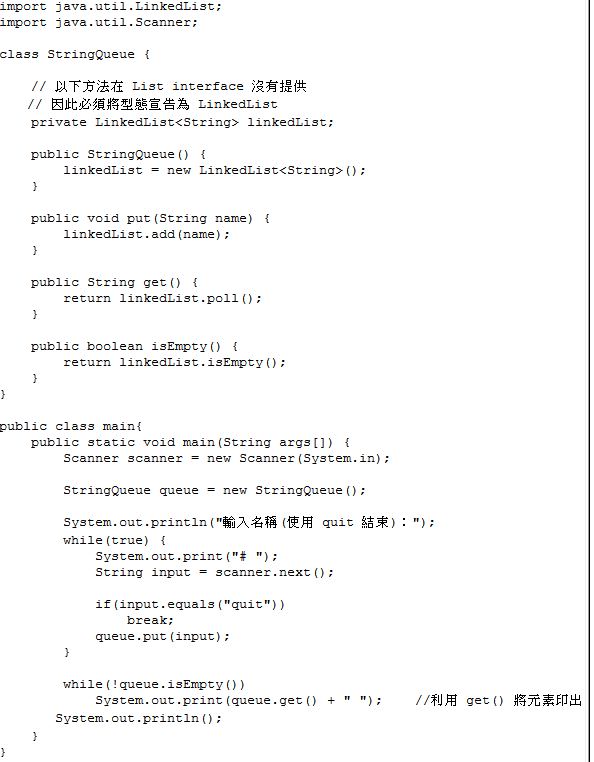 import java.util.LinkedList;
import java.util.Scanner;

class StringQueue {

    // 以下方法在 List interface 沒有提供
    // 因此必須將型態宣告為 LinkedList
    private LinkedList<String> linkedList;

    public StringQueue() {
        linkedList = new LinkedList<String>();
    }

    public void put(String name) {
        linkedList.add(name);
    }

    public String get() {
        return linkedList.poll();
    }

    public boolean isEmpty() {
        return linkedList.isEmpty();
    }
}

public class main{
    public static void main(String args[]) {
        Scanner scanner = new Scanner(System.in);

        StringQueue queue = new StringQueue();

        System.out.println("輸入名稱(使用 quit 結束)：");
        while(true) {
            System.out.print("# ");
            String input = scanner.next();

            if(input.equals("quit"))
                break;
            queue.put(input);
        }

        while(!queue.isEmpty())
            System.out.print(queue.get() + " ");    //利用 get() 將元素印出
       System.out.println();
    }
}